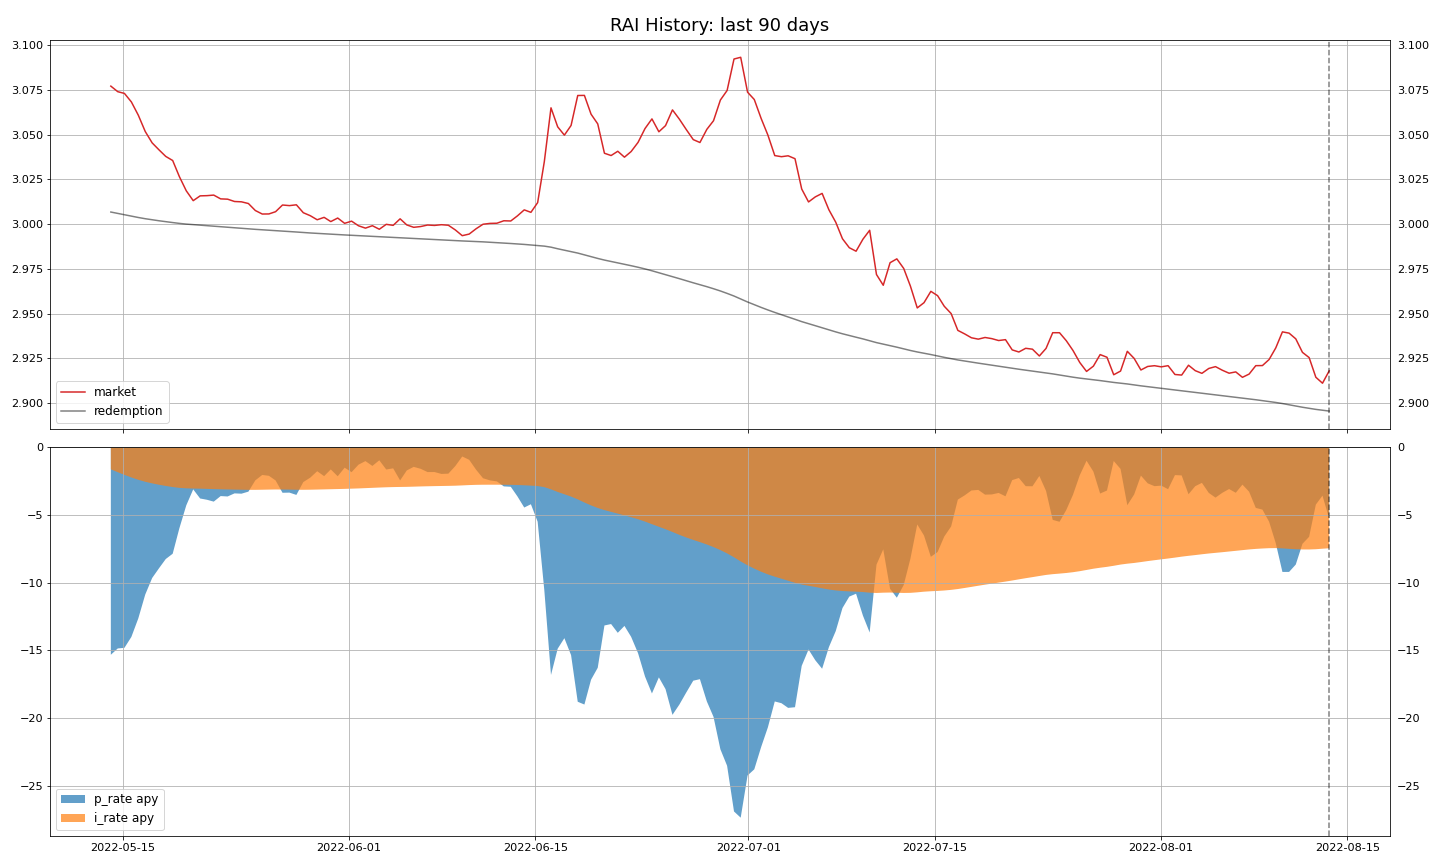 RAI History: last 90 days
3.100 3.100
3.075 3.075
3.050 3.050
3.025 3.025
3.000 3.000
2.975 2.975
2.950 2.950
2.925 2.925
2.900 2.900
market
redemption
0 0
−5 −5
−10 −10
−15 −15
−20 −20
−25 −25
p_rate apy
i_rate apy
2022-05-15 2022-06-01 2022-06-15 2022-07-01 2022-07-15 2022-08-01 2022-08-15